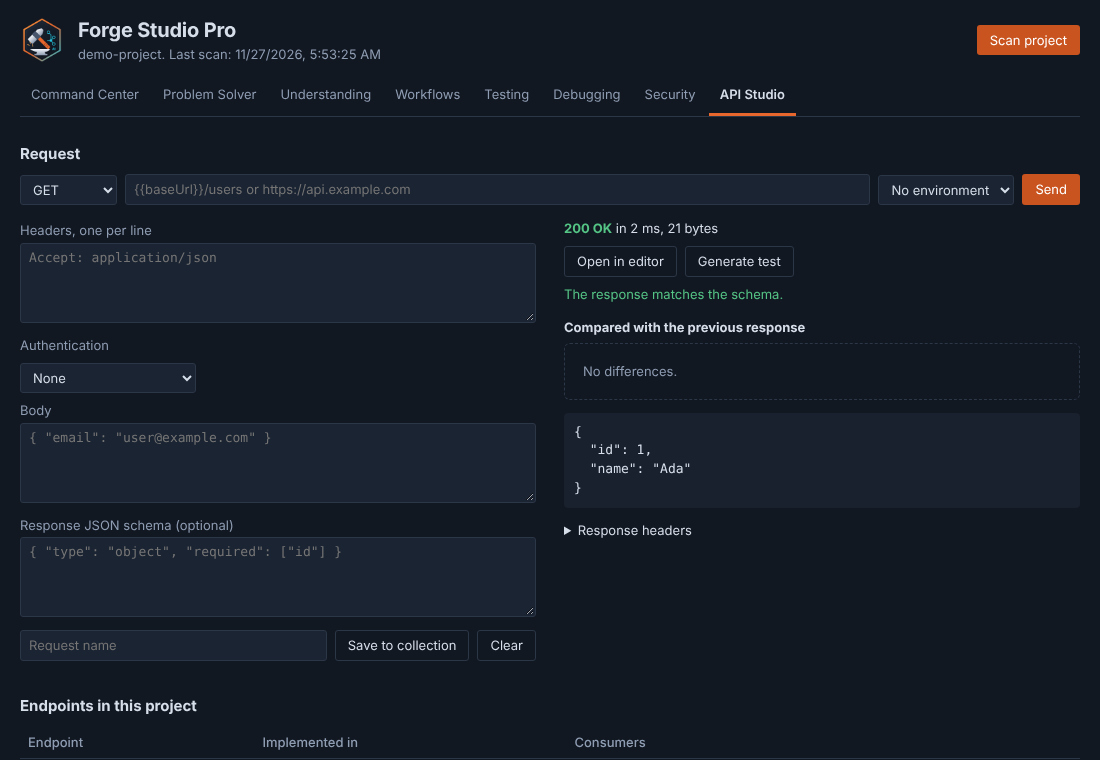 Forge Studio Pro
demo-project. Last scan: 11/27/2026, 5:53:25 AM
Scan project
Command Center Problem Solver Understanding Workflows Testing Debugging Security API Studio
Request
GET {{baseUrl}}/users or https://api.example.com No environment Send
Headers, one per line
Accept: application/json
Authentication
None
Body
{ "email": "user@example.com" }
Response JSON schema (optional)
{ "type": "object", "required": ["id"] }
Request name Save to collection Clear
200 OK in 2 ms, 21 bytes
Open in editor Generate test
The response matches the schema.
Compared with the previous response
No differences.
{
  "id": 1,
  "name": "Ada"
}
Response headers
Endpoints in this project
Endpoint Implemented in Consumers